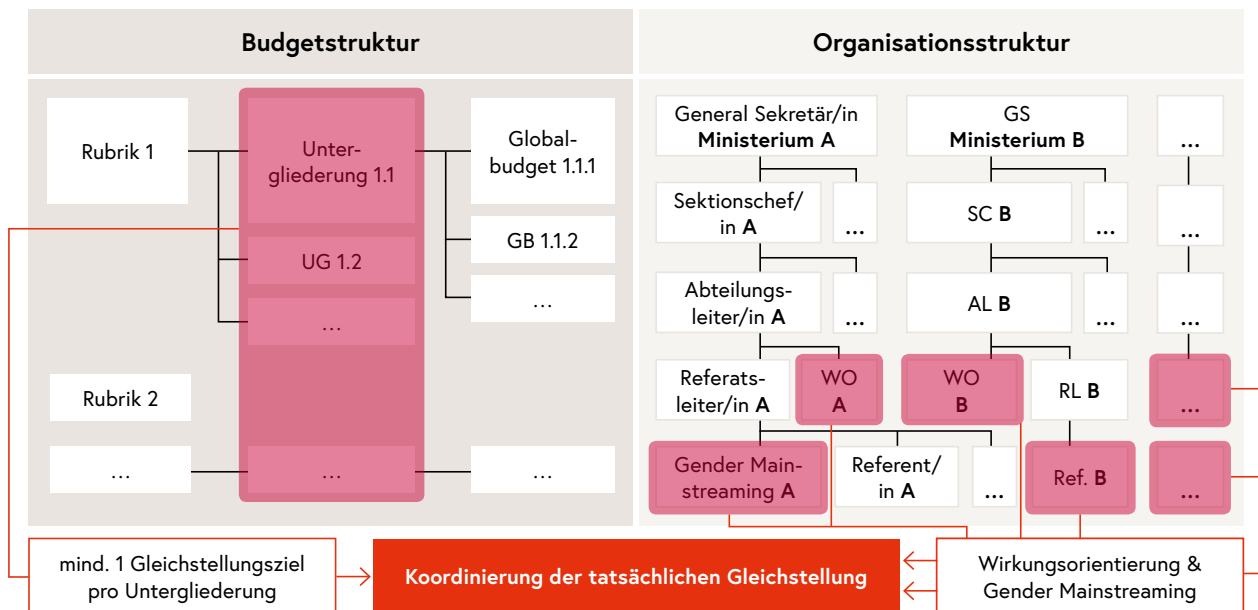 Budgetstruktur
Rubrik 1
Unter-
gliederung 1.1
Global-
budget 1.1.1
GB 1.1.2
UG 1.2
…
…
Rubrik 2
…
…
…
Organisationsstruktur
General Sekretär/in
Ministerium A
GS
Ministerium B
...
Sektionschef/
in A
...
SC B
...
...
Abteilungs-
leiter/in A
...
AL B
...
...
Referats-
leiter/in A
WO
A
WO
B
RL B
...
Gender Main-
streaming A
Referent/
in A
...
Ref. B
...
mind. 1 Gleichstellungsziel
pro Untergliederung
Koordinierung der tatsächlichen Gleichstellung
Wirkungsorientierung &
Gender Mainstreaming